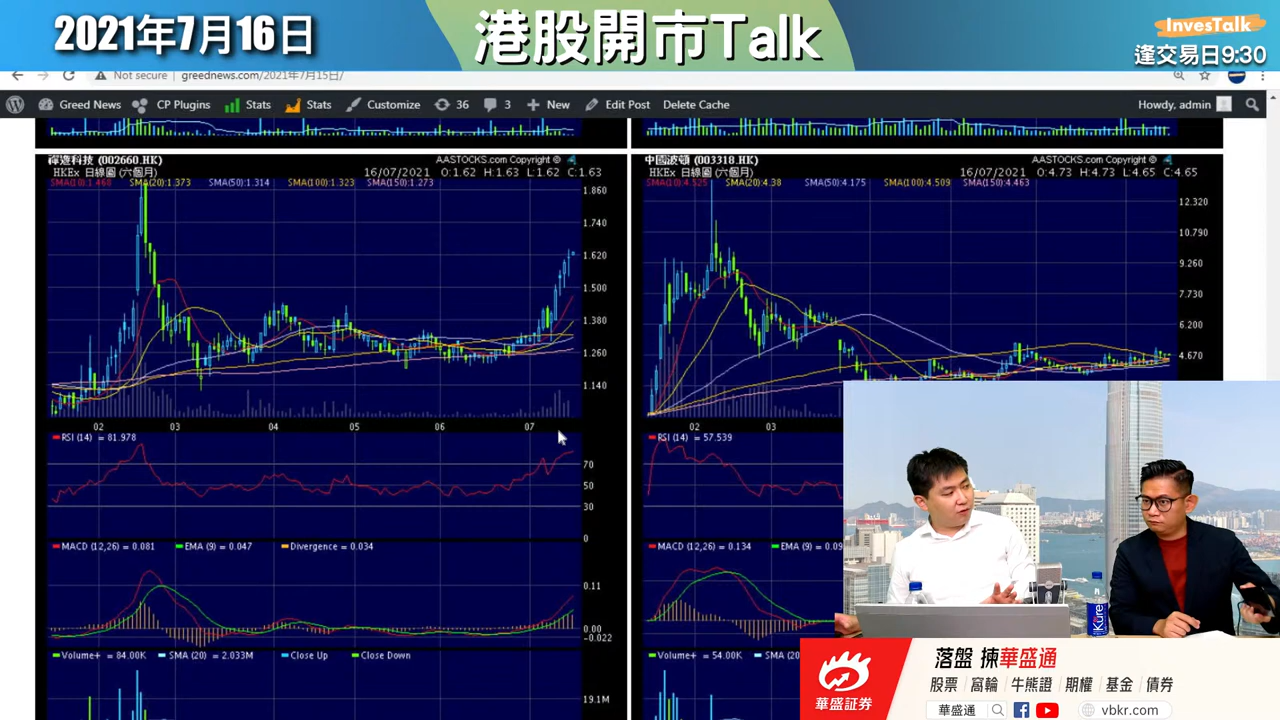 2021年7月16日
港股開市Talk
InvesTalk
逢交易日9:30
Not secure greednews.com/2021年7月15日/
Greed News CP Plugins Stats Stats Customize 36 3 New Edit Post Delete Cache Howdy, admin
禪遊科技 (002660.HK) AASTOCKS.com Copyright ©
HKEx 日線圖 (六個月) 16/07/2021 O:1.62 H:1.63 L:1.62 C:1.63
SMA(10):1.460 SMA(20):1.373 SMA(50):1.314 SMA(100):1.323 SMA(150):1.273
1.860
1.740
1.620
1.500
1.380
1.260
1.140
02 03 04 05 06 07
RSI (14) = 81.978
70
50
30
0
MACD (12,26) = 0.081 EMA (9) = 0.047 Divergence = 0.034
0.11
0.00
-0.022
Volume+ = 84.00K SMA (20) = 2.033M Close Up Close Down
19.1M
中國波頓 (003318.HK) AASTOCKS.com Copyright ©
HKEx 日線圖 (六個月) 16/07/2021 O:4.73 H:4.73 L:4.65 C:4.65
SMA(10):4.525 SMA(20):4.38 SMA(50):4.175 SMA(100):4.509 SMA(150):4.463
12.320
10.790
9.260
7.730
6.200
4.670
02 03
RSI (14) = 57.539
MACD (12,26) = 0.134 EMA (9) = 0.09
Volume+ = 54.00K SMA (20
Kure
華盛証券
落盤 揀華盛通
股票 | 窩輪 | 牛熊證 | 期權 | 基金 | 債券
華盛通 vbkr.com